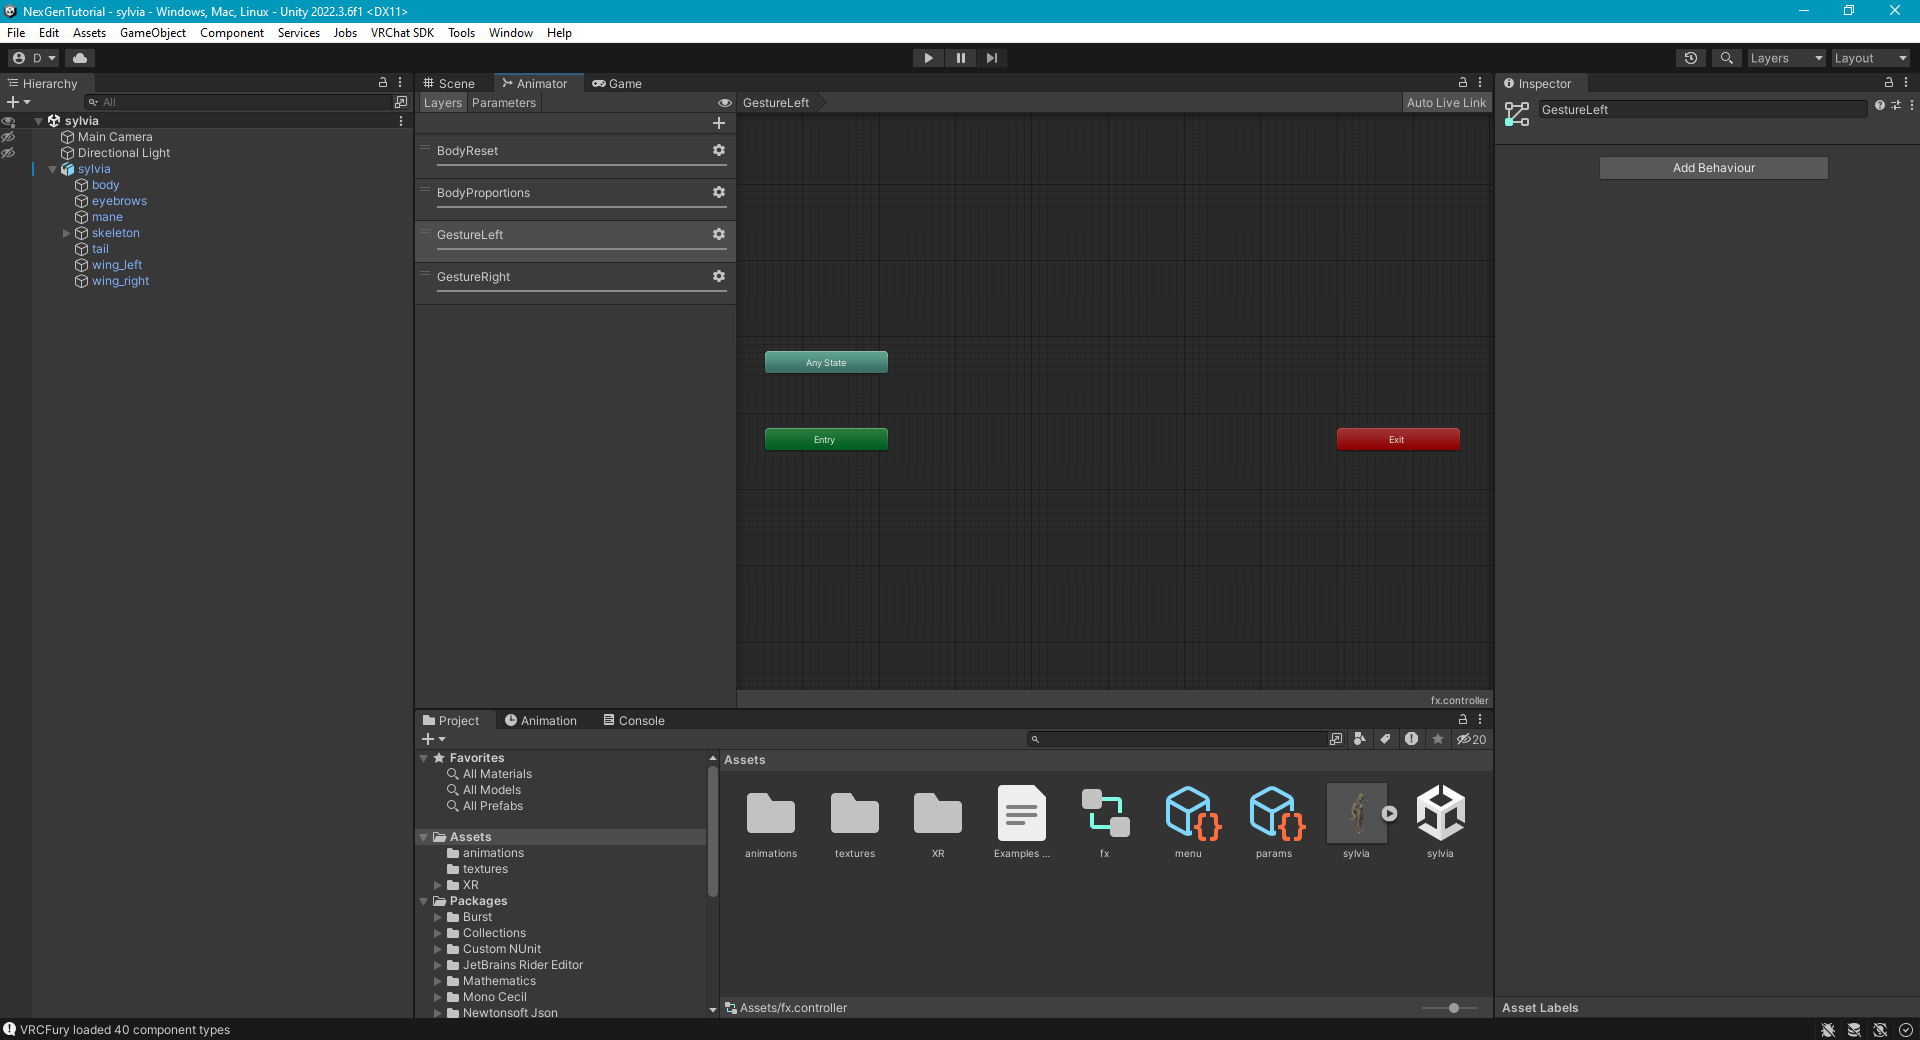 NexGenTutorial - sylvia - Windows, Mac, Linux - Unity 2022.3.6f1 <DX11>
File Edit Assets GameObject Component Services Jobs VRChat SDK Tools Window Help
D Layers Layout
Hierarchy
All
sylvia
Main Camera
Directional Light
sylvia
body
eyebrows
mane
skeleton
tail
wing_left
wing_right
Scene Animator Game
Layers Parameters
GestureLeft Auto Live Link
BodyReset
BodyProportions
GestureLeft
GestureRight
Any State
Entry
Exit
fx.controller
Inspector
GestureLeft
Add Behaviour
Project Animation Console
20
Favorites
All Materials
All Models
All Prefabs
Assets
animations
textures
XR
Packages
Burst
Collections
Custom NUnit
JetBrains Rider Editor
Mathematics
Mono Cecil
Newtonsoft Json
Assets
animations textures XR Examples ... fx menu params sylvia sylvia
Assets/fx.controller
Asset Labels
VRCFury loaded 40 component types